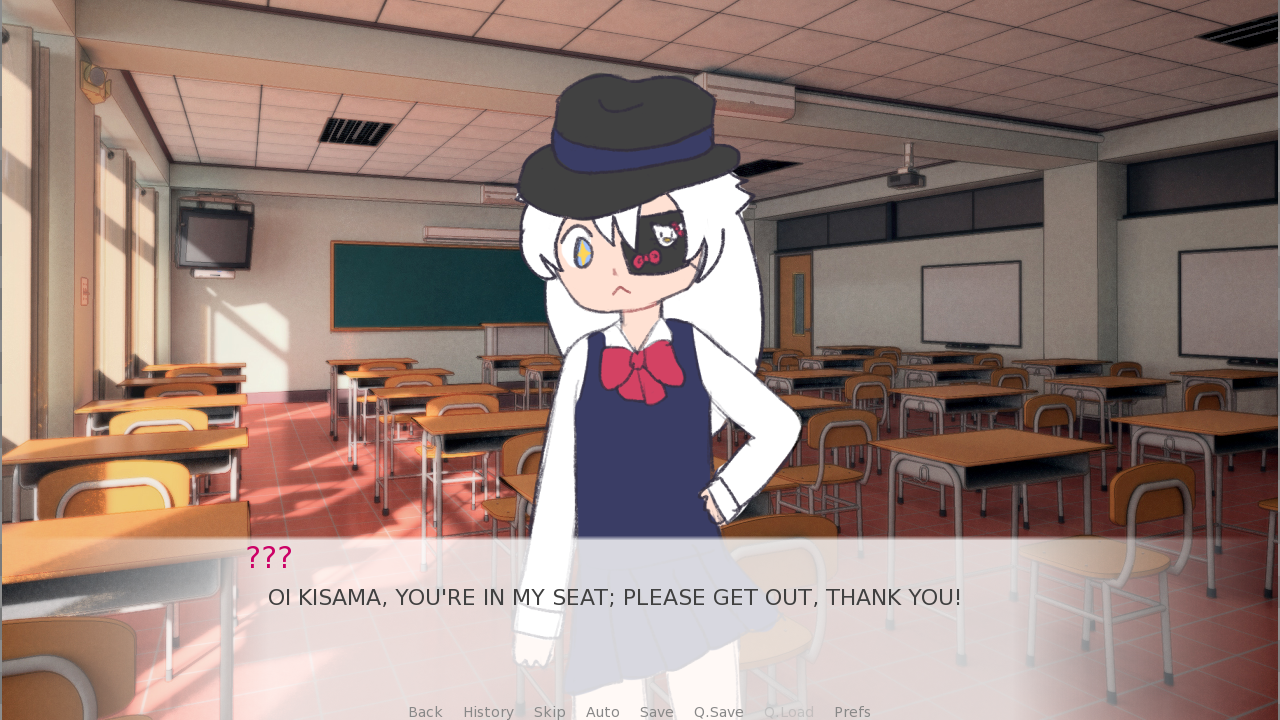 ???
OI KISAMA, YOU'RE IN MY SEAT; PLEASE GET OUT, THANK YOU!
Back History Skip Auto Save Q.Save Q.Load Prefs